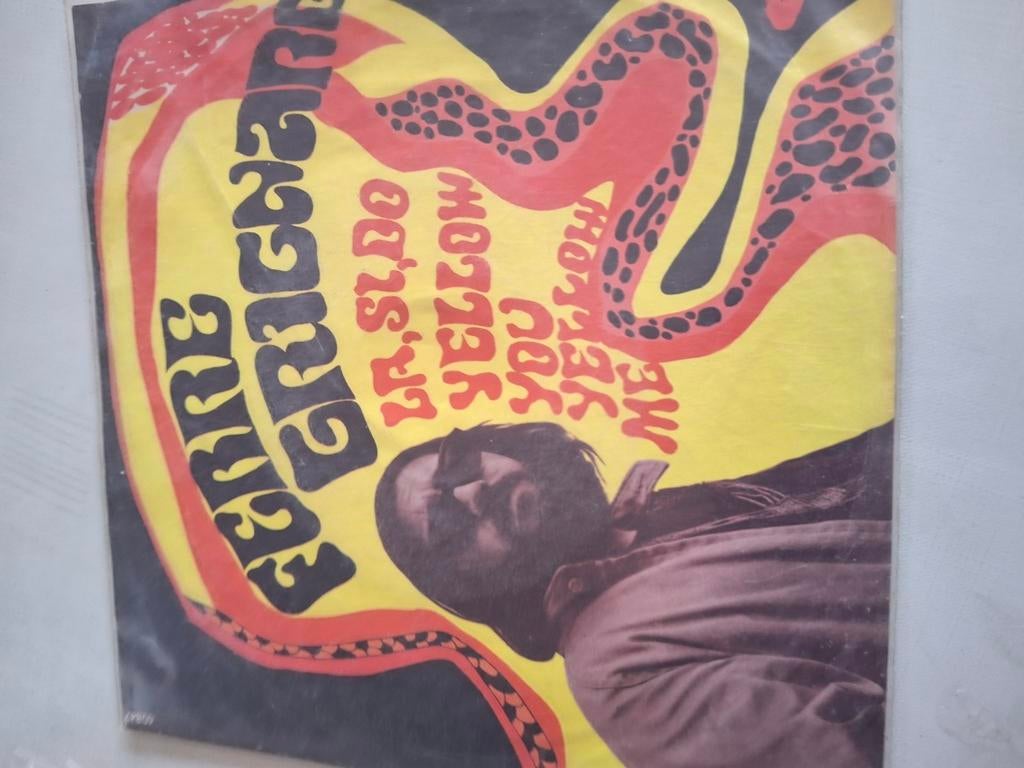 FERRE
GRIGNARD
LA'SI'DO
YELLOW
YOU
YELLOW
ME